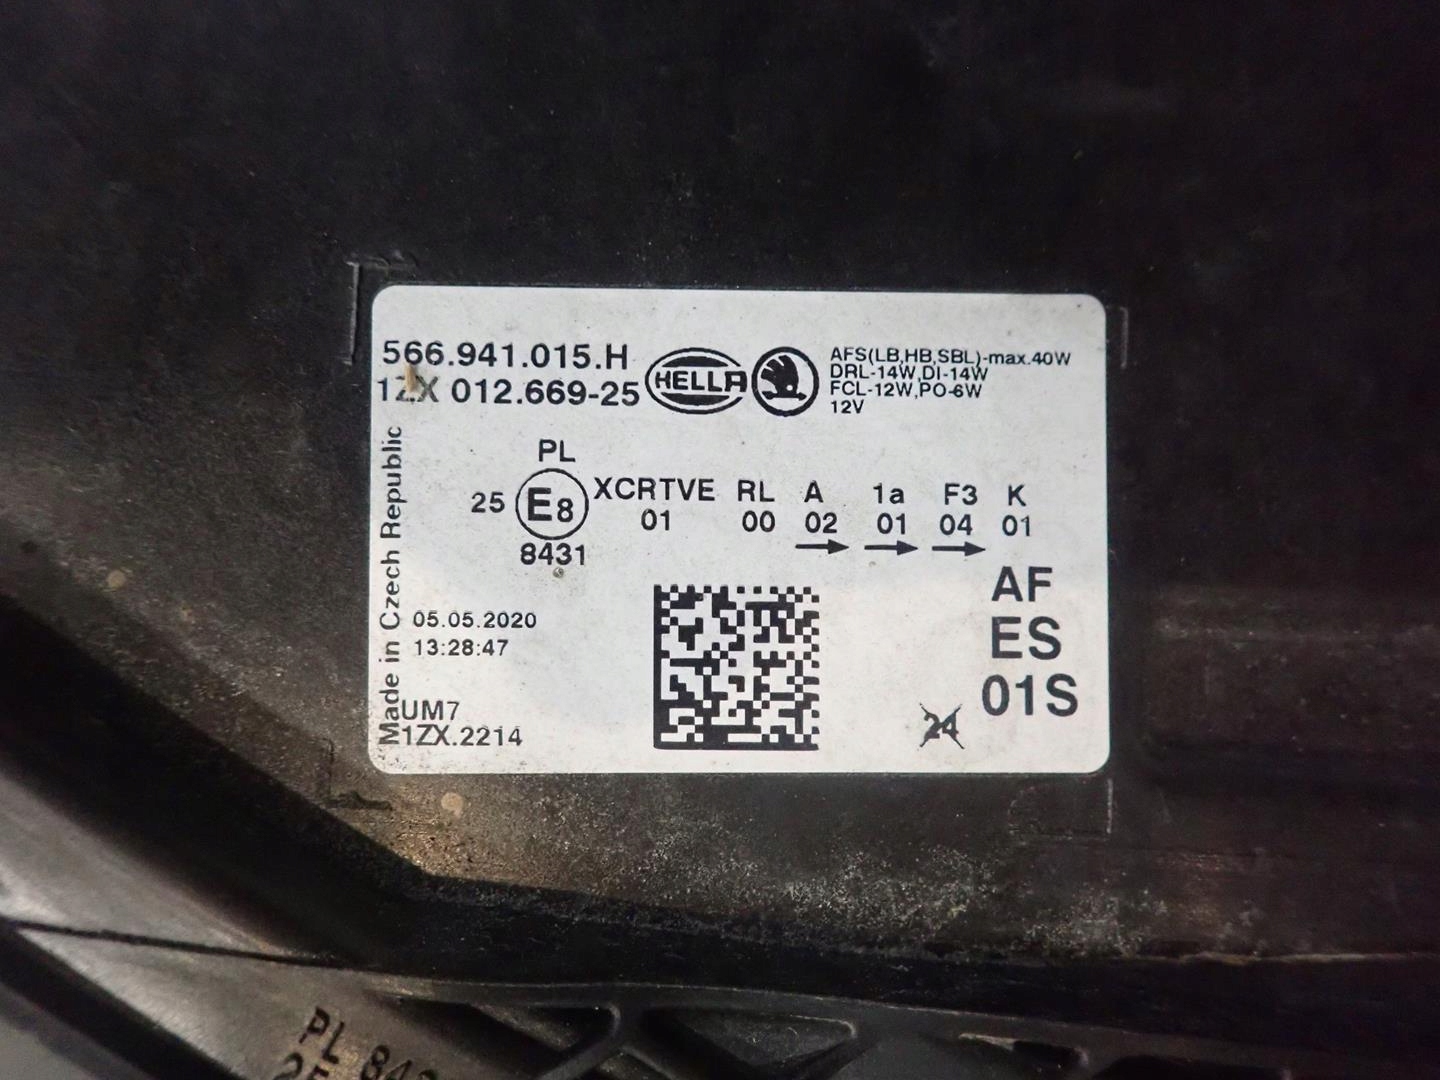 566.941.015.H
1ZX 012.669-25
HELLA
AFS(LB,HB,SBL)-max.40W
DRL-14W,DI-14W
FCL-12W,PO-6W
12V
Made in Czech Republic
PL
25 E8 XCRTVE RL A 1a F3 K
01 00 02 01 04 01
8431
AF
ES
01S
05.05.2020
13:28:47
UM7
1ZX.2214
24
PL 843